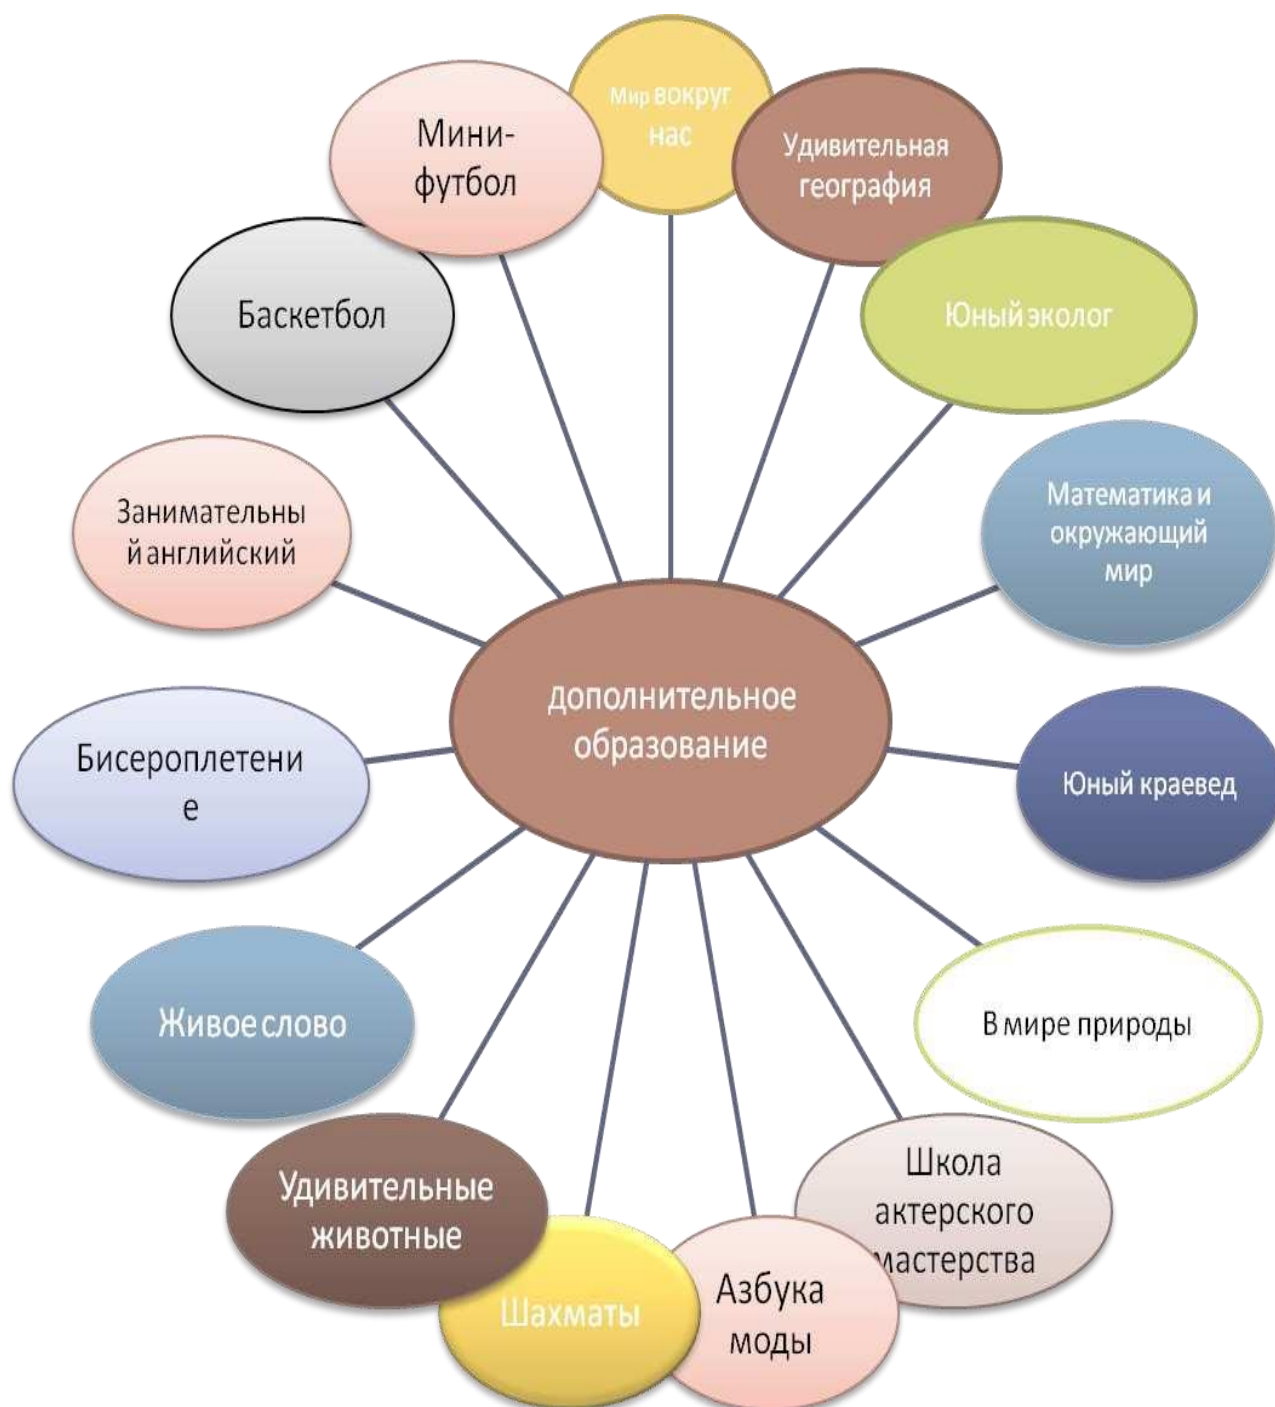 Мир вокруг
нас
Удивительная
география
Юный эколог
Математика и
окружающий
мир
Юный краевед
В мире природы
Школа
актерского
мастерства
Азбука
моды
Шахматы
Удивительные
животные
Живое слово
Бисероплетени
е
Занимательны
й английский
Баскетбол
Мини-
футбол
Дополнительное
образование